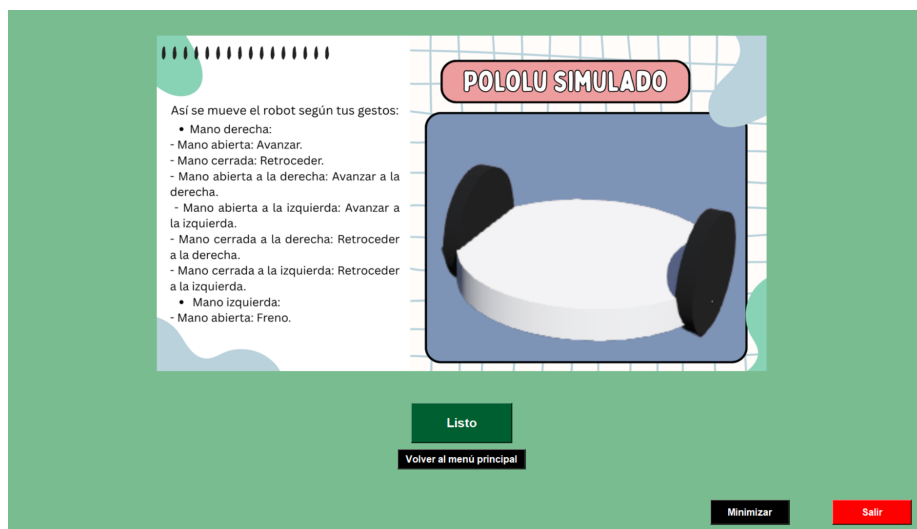 Así se mueve el robot según tus gestos:
• Mano derecha:
- Mano abierta: Avanzar.
- Mano cerrada: Retroceder.
- Mano abierta a la derecha: Avanzar a la
derecha.
- Mano abierta a la izquierda: Avanzar a
la izquierda.
- Mano cerrada a la derecha: Retroceder
a la derecha.
- Mano cerrada a la izquierda: Retroceder
a la izquierda.
• Mano izquierda:
- Mano abierta: Freno.
POLOLU SIMULADO
Listo
Volver al menú principal
Minimizar
Salir